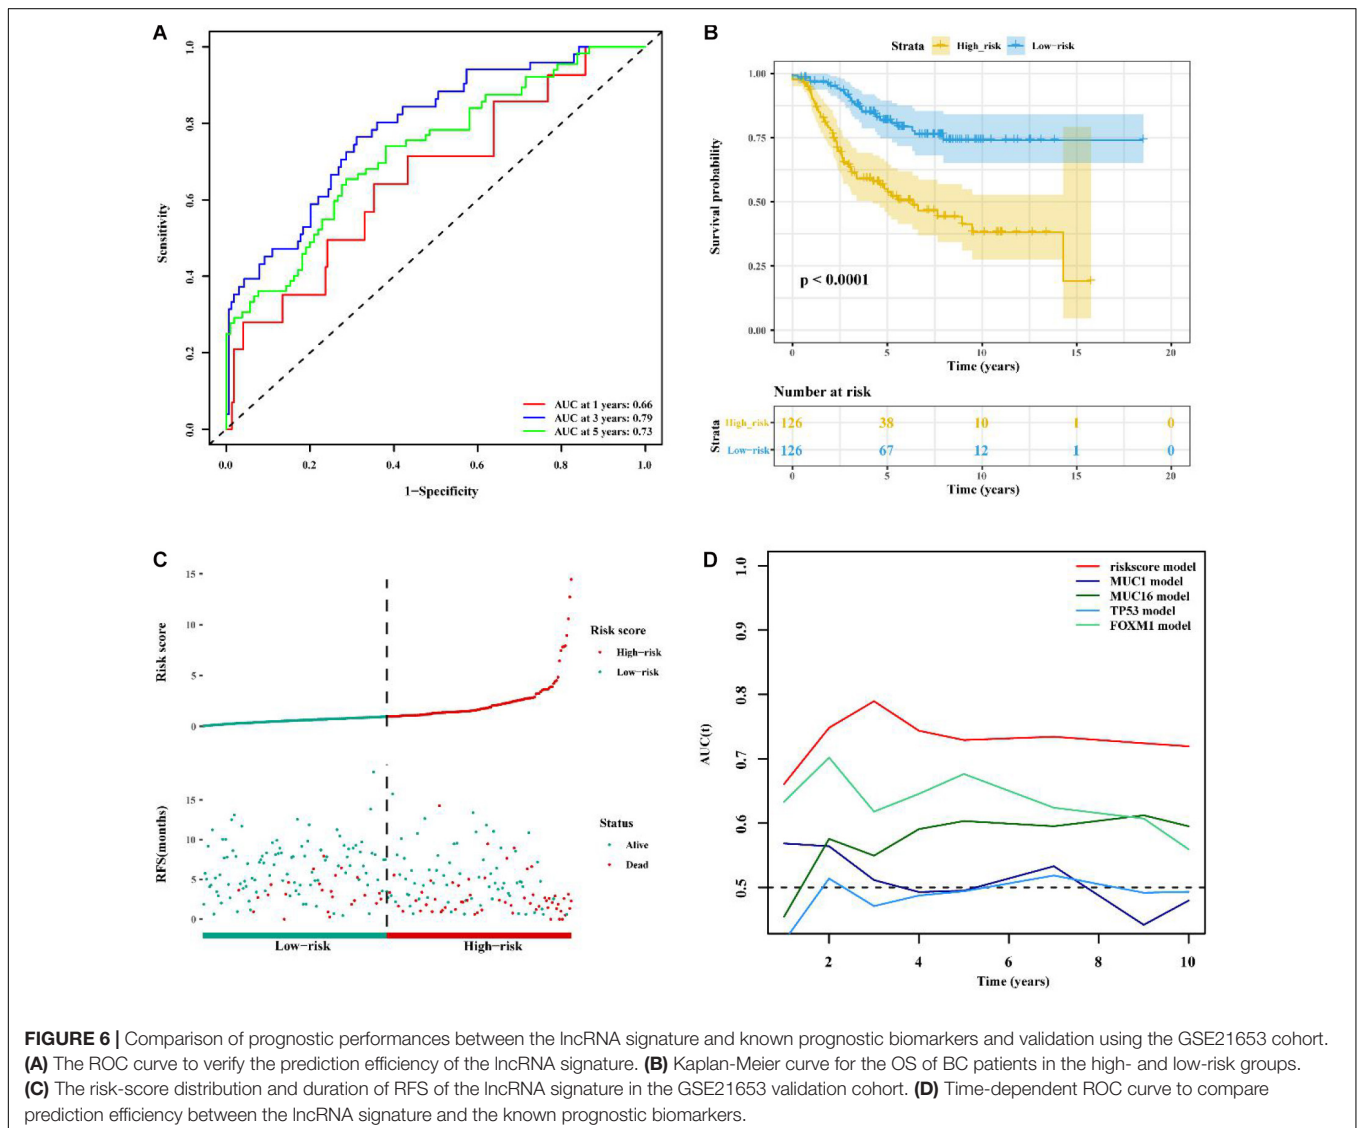 A
1.0
0.8
0.6
0.4
0.2
0.0
Sensitivity
AUC at 1 years: 0.66
AUC at 3 years: 0.79
AUC at 5 years: 0.73
0.0 0.2 0.4 0.6 0.8 1.0
1−Specificity
B
Strata High_risk Low−risk
1.00
0.75
0.50
0.25
0.00
Survival probability
p < 0.0001
0 5 10 15 20
Time (years)
Number at risk
Strata
High_risk 126 38 10 1 0
Low−risk 126 67 12 1 0
0 5 10 15 20
Time (years)
C
15
10
5
0
Risk score
Risk score
High−risk
Low−risk
15
10
5
0
RFS(months)
Status
Alive
Dead
Low−risk High−risk
D
1.0
0.9
0.8
0.7
0.6
0.5
AUC(t)
riskscore model
MUC1 model
MUC16 model
TP53 model
FOXM1 model
2 4 6 8 10
Time (years)
FIGURE 6 | Comparison of prognostic performances between the lncRNA signature and known prognostic biomarkers and validation using the GSE21653 cohort.
(A) The ROC curve to verify the prediction efficiency of the lncRNA signature. (B) Kaplan-Meier curve for the OS of BC patients in the high- and low-risk groups.
(C) The risk-score distribution and duration of RFS of the lncRNA signature in the GSE21653 validation cohort. (D) Time-dependent ROC curve to compare
prediction efficiency between the lncRNA signature and the known prognostic biomarkers.